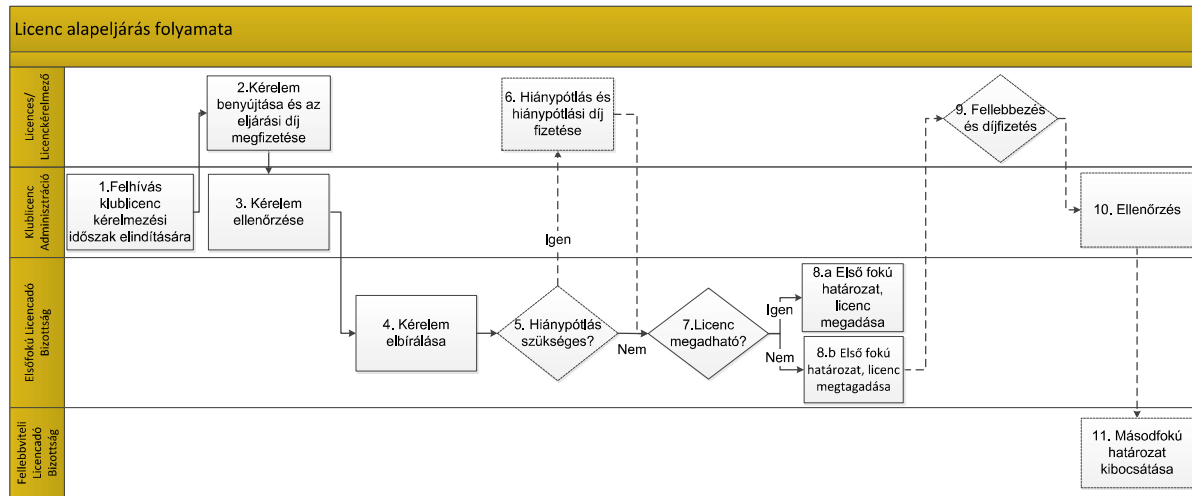 Licenc alapeljárás folyamata
Licences/
Licenckérelmező
2.Kérelem
benyújtása és az
eljárási díj
megfizetése
6. Hiánypótlás és
hiánypótlási díj
fizetése
9. Fellebbezés
és díjfizetés
Klublicenc
Adminisztráció
1.Felhívás
klublicenc
kérelmezési
időszak elindítására
3. Kérelem
ellenőrzése
Igen
10. Ellenőrzés
Elsőfokú Licencadó
Bizottság
4. Kérelem
elbírálása
5. Hiánypótlás
szükséges?
Nem
7.Licenc
megadható?
Igen
Nem
8.a Első fokú
határozat,
licenc
megadása
8.b Első fokú
határozat, licenc
megtagadása
Fellebbviteli
Licencadó
Bizottság
11. Másodfokú
határozat
kibocsátása